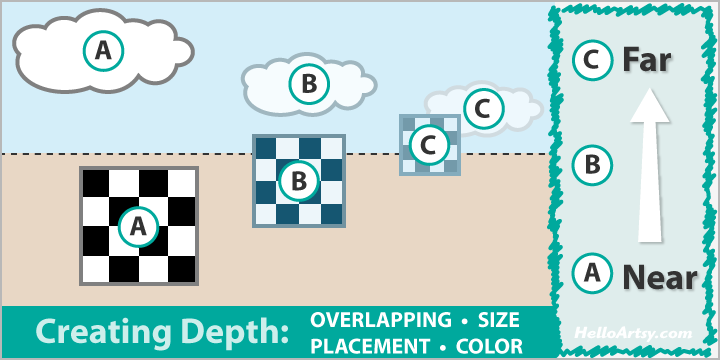 A
B
C
A
B
C
C Far
B
A Near
Creating Depth:
OVERLAPPING • SIZE
PLACEMENT • COLOR
HelloArtsy.com